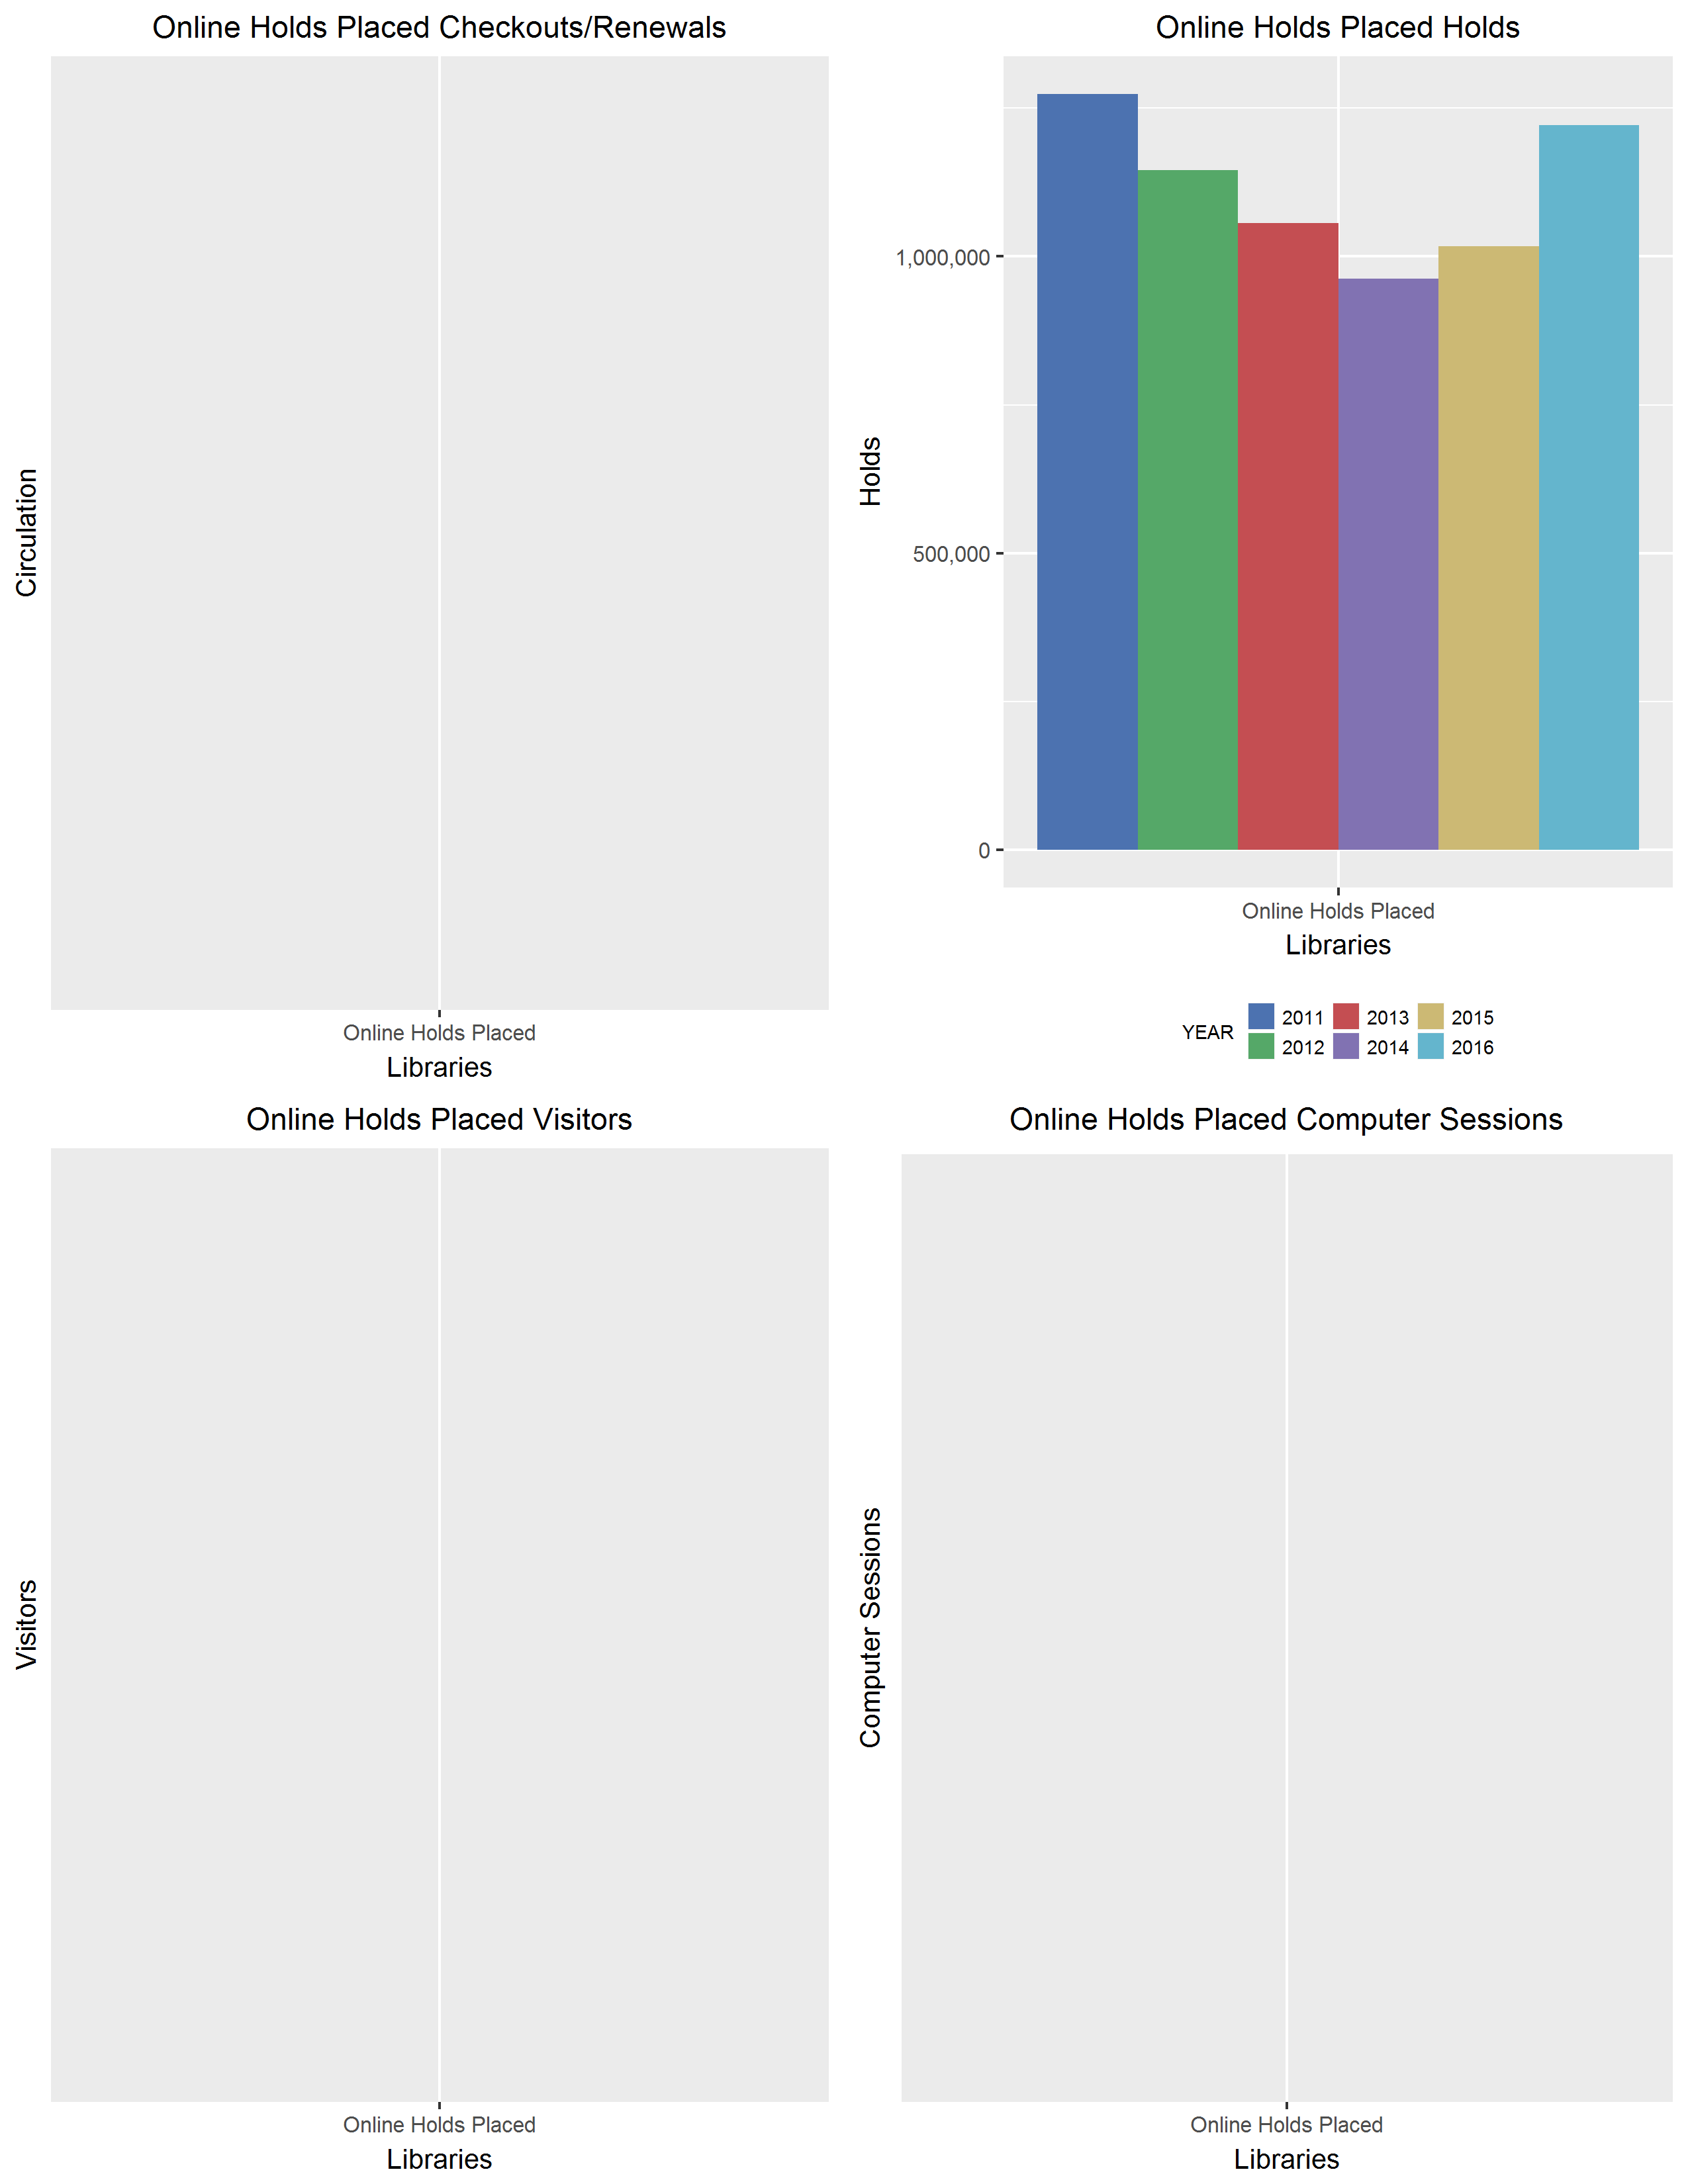 Online Holds Placed Checkouts/Renewals
Circulation
Online Holds Placed
Libraries
Online Holds Placed Holds
Holds
1,000,000
500,000
0
Online Holds Placed
Libraries
YEAR
2011
2013
2015
2012
2014
2016
Online Holds Placed Visitors
Visitors
Online Holds Placed
Libraries
Online Holds Placed Computer Sessions
Computer Sessions
Online Holds Placed
Libraries